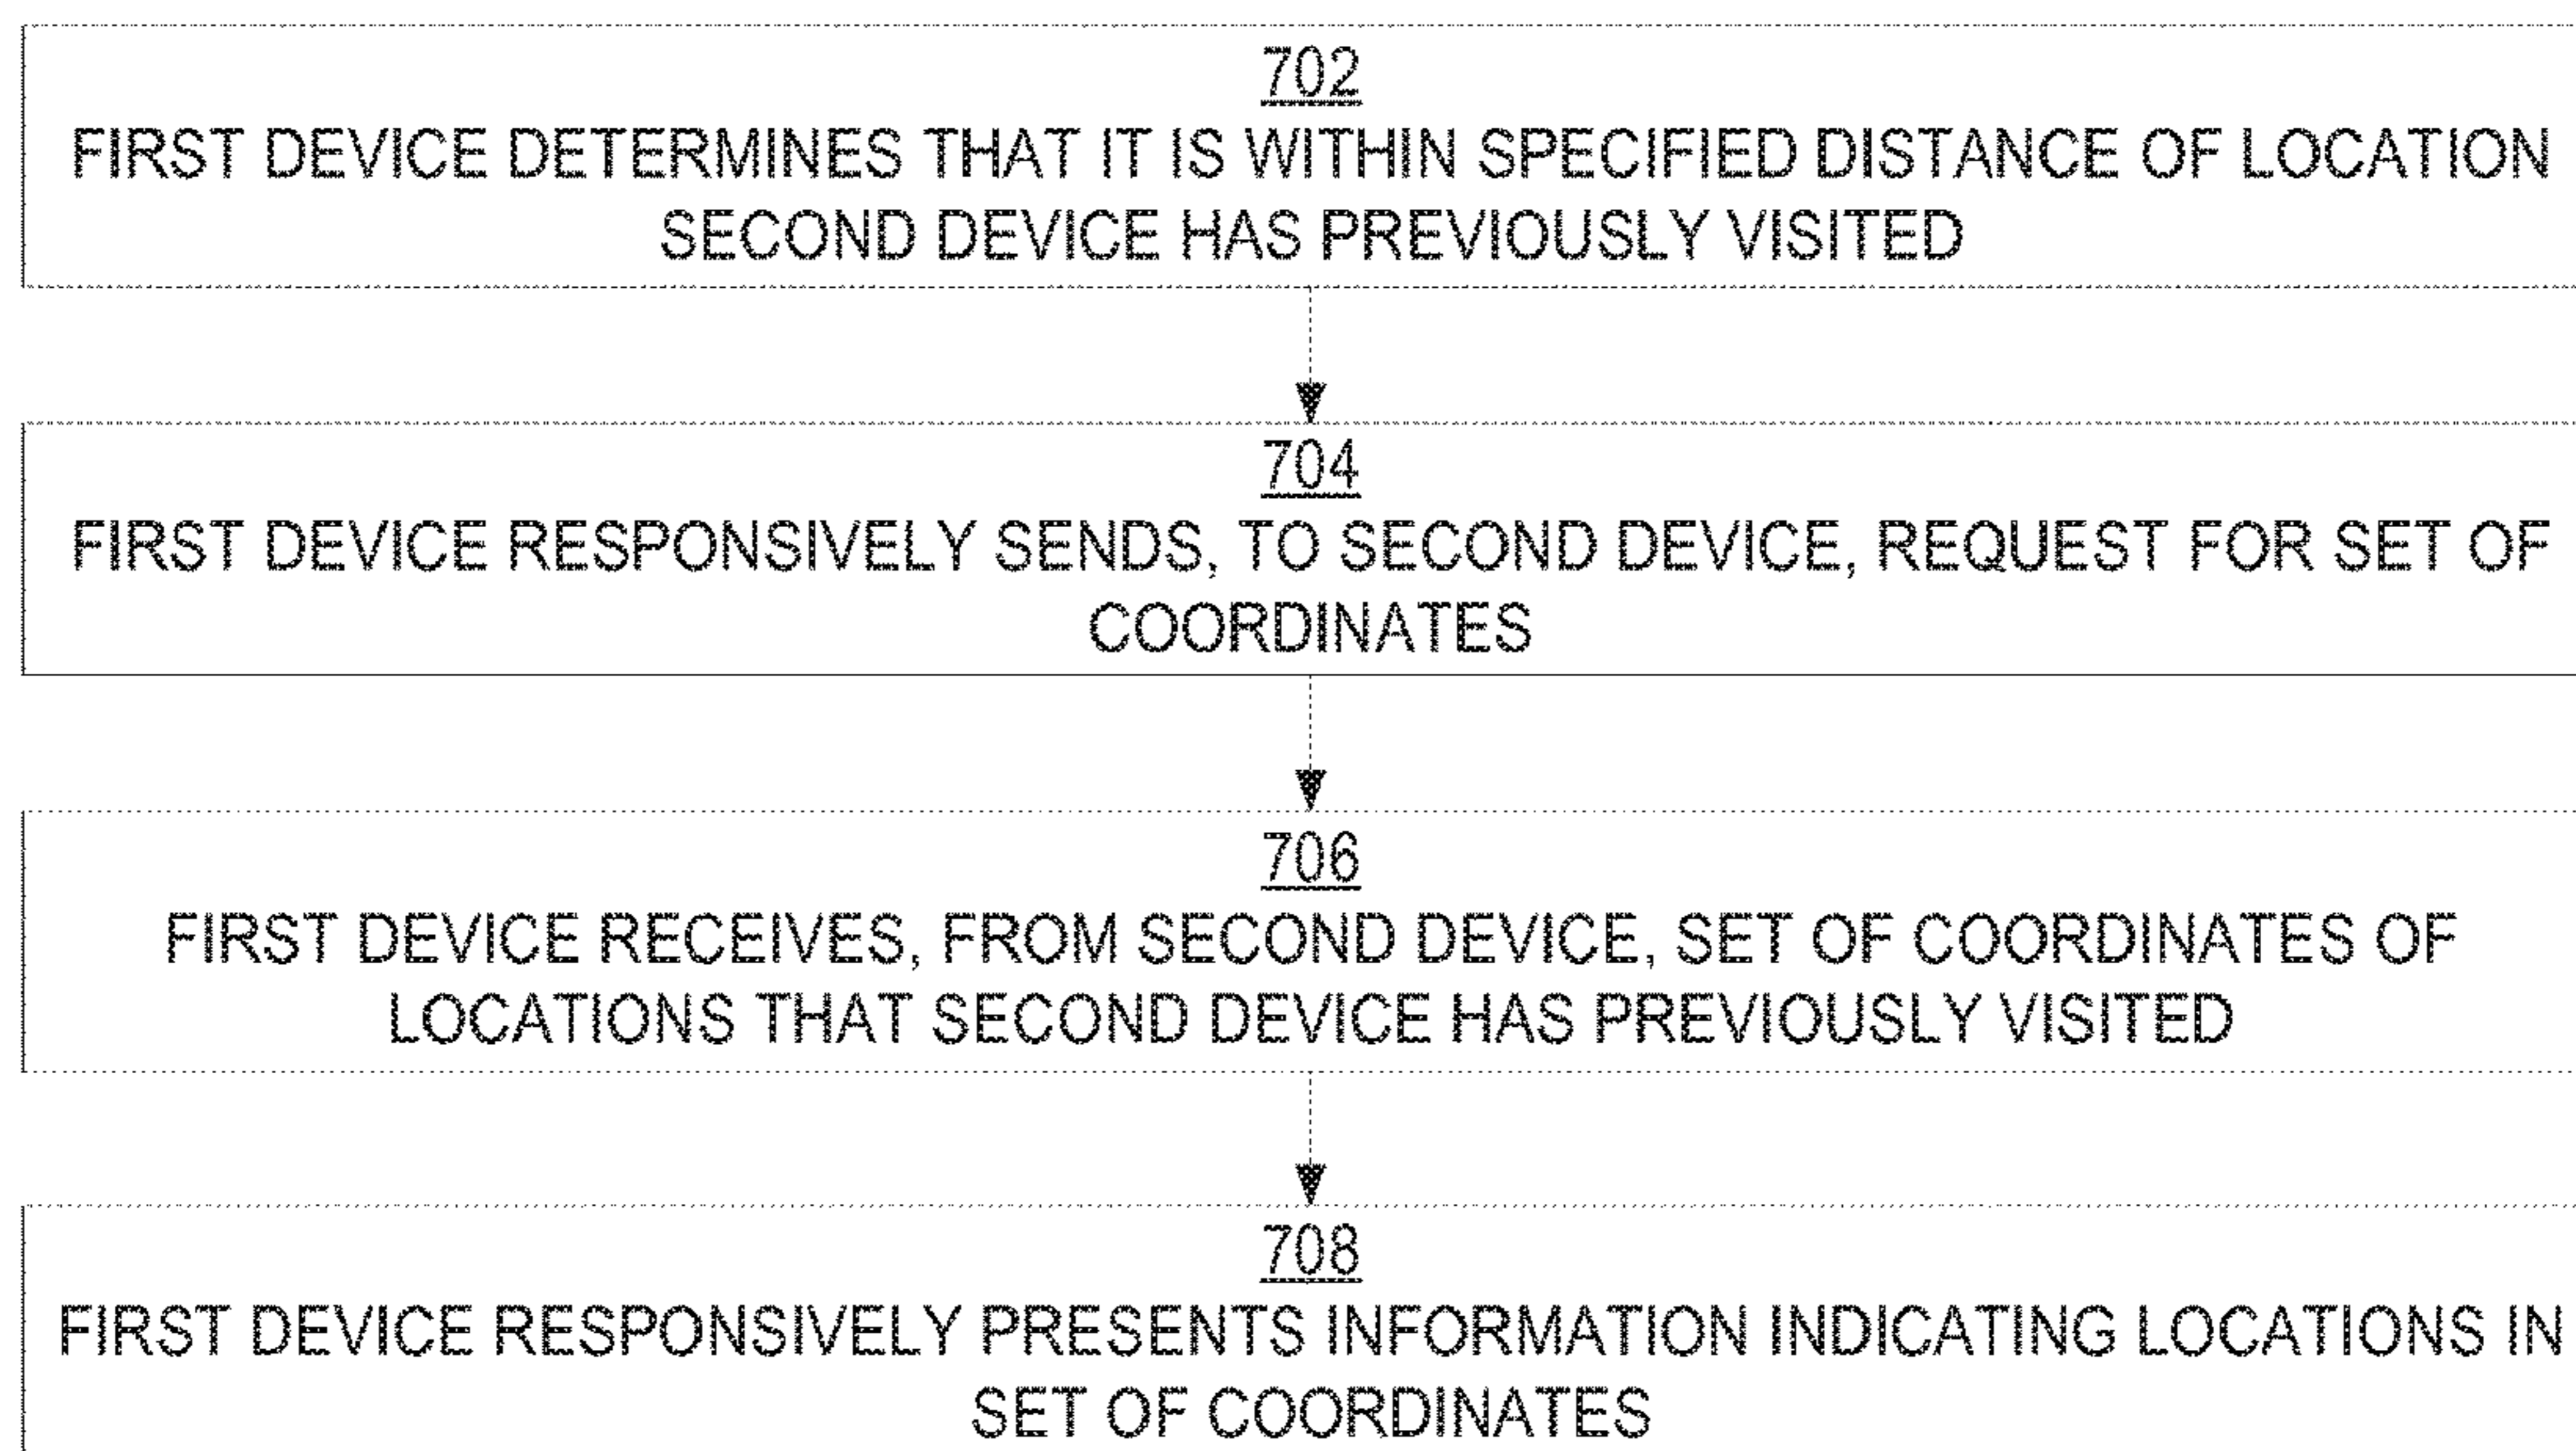 702
FIRST DEVICE DETERMINES THAT IT IS WITHIN SPECIFIED DISTANCE OF LOCATION
SECOND DEVICE HAS PREVIOUSLY VISITED
704
FIRST DEVICE RESPONSIVELY SENDS, TO SECOND DEVICE, REQUEST FOR SET OF
COORDINATES
706
FIRST DEVICE RECEIVES, FROM SECOND DEVICE, SET OF COORDINATES OF
LOCATIONS THAT SECOND DEVICE HAS PREVIOUSLY VISITED
708
FIRST DEVICE RESPONSIVELY PRESENTS INFORMATION INDICATING LOCATIONS IN
SET OF COORDINATES